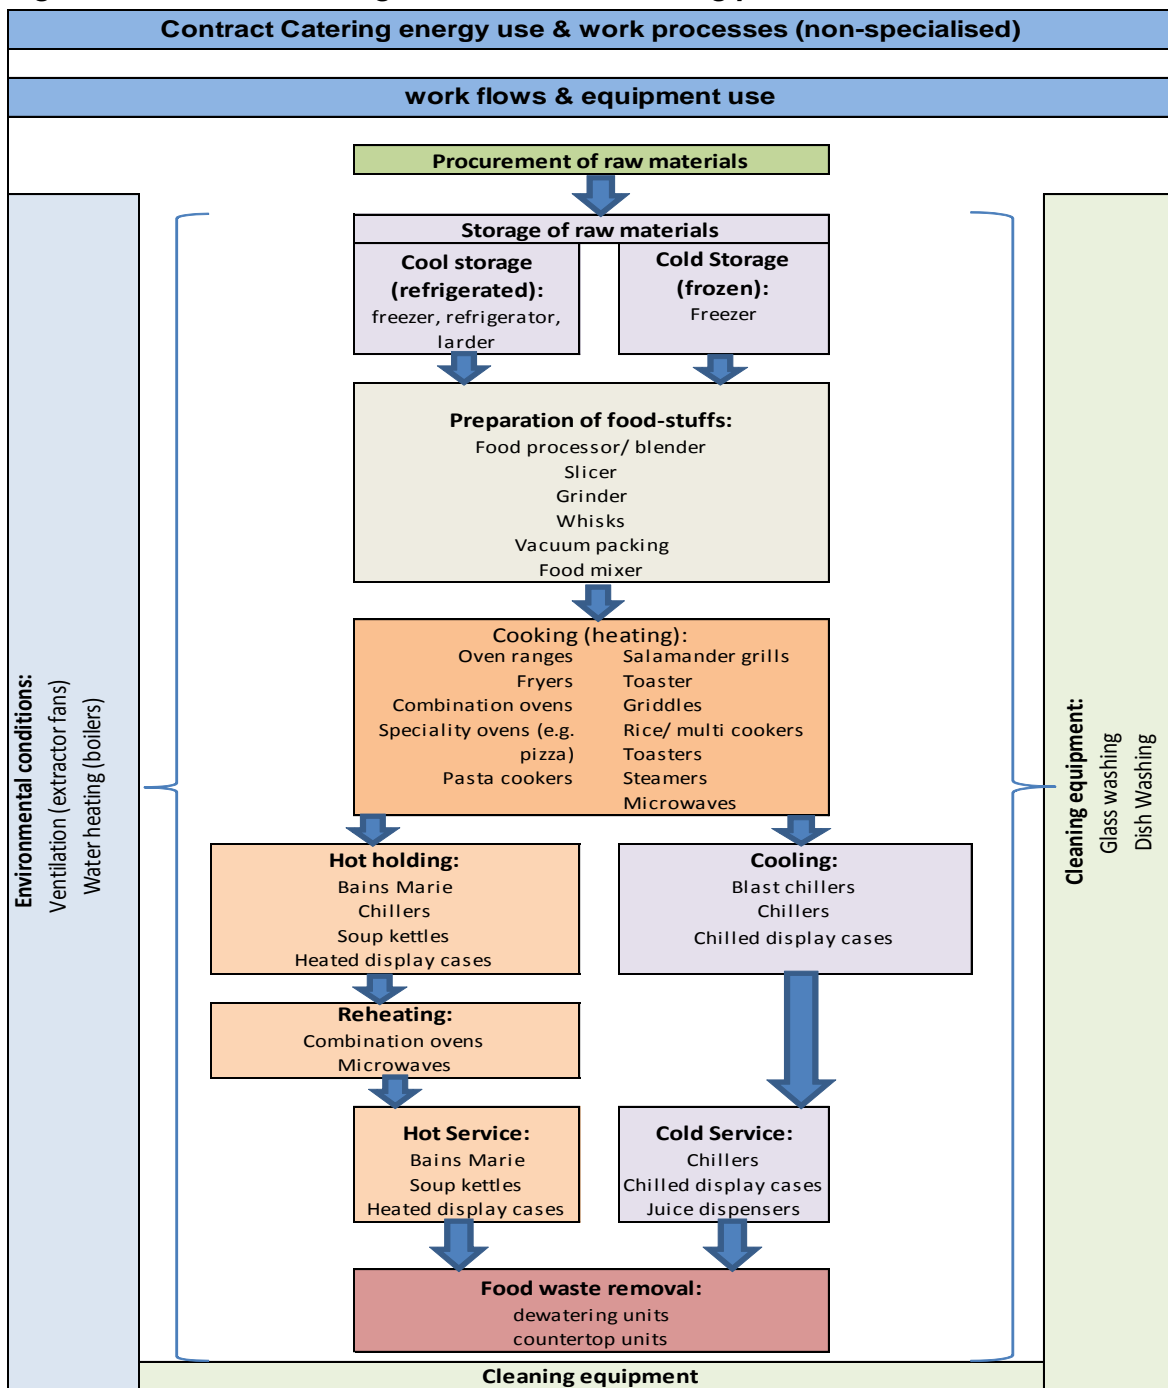 Contract Catering energy use & work processes (non-specialised)
work flows & equipment use
Procurement of raw materials
Storage of raw materials
Cool storage
(refrigerated):
freezer, refrigerator,
larder
Cold Storage
(frozen):
Freezer
Preparation of food-stuffs:
Food processor/ blender
Slicer
Grinder
Whisks
Vacuum packing
Food mixer
Cooking (heating):
Oven ranges
Fryers
Combination ovens
Speciality ovens (e.g.
pizza)
Pasta cookers
Salamander grills
Toaster
Griddles
Rice/ multi cookers
Toasters
Steamers
Microwaves
Hot holding:
Bains Marie
Chillers
Soup kettles
Heated display cases
Cooling:
Blast chillers
Chillers
Chilled display cases
Reheating:
Combination ovens
Microwaves
Hot Service:
Bains Marie
Soup kettles
Heated display cases
Cold Service:
Chillers
Chilled display cases
Juice dispensers
Food waste removal:
dewatering units
countertop units
Environmental conditions:
Ventilation (extractor fans)
Water heating (boilers)
Cleaning equipment:
Glass washing
Dish Washing
Cleaning equipment